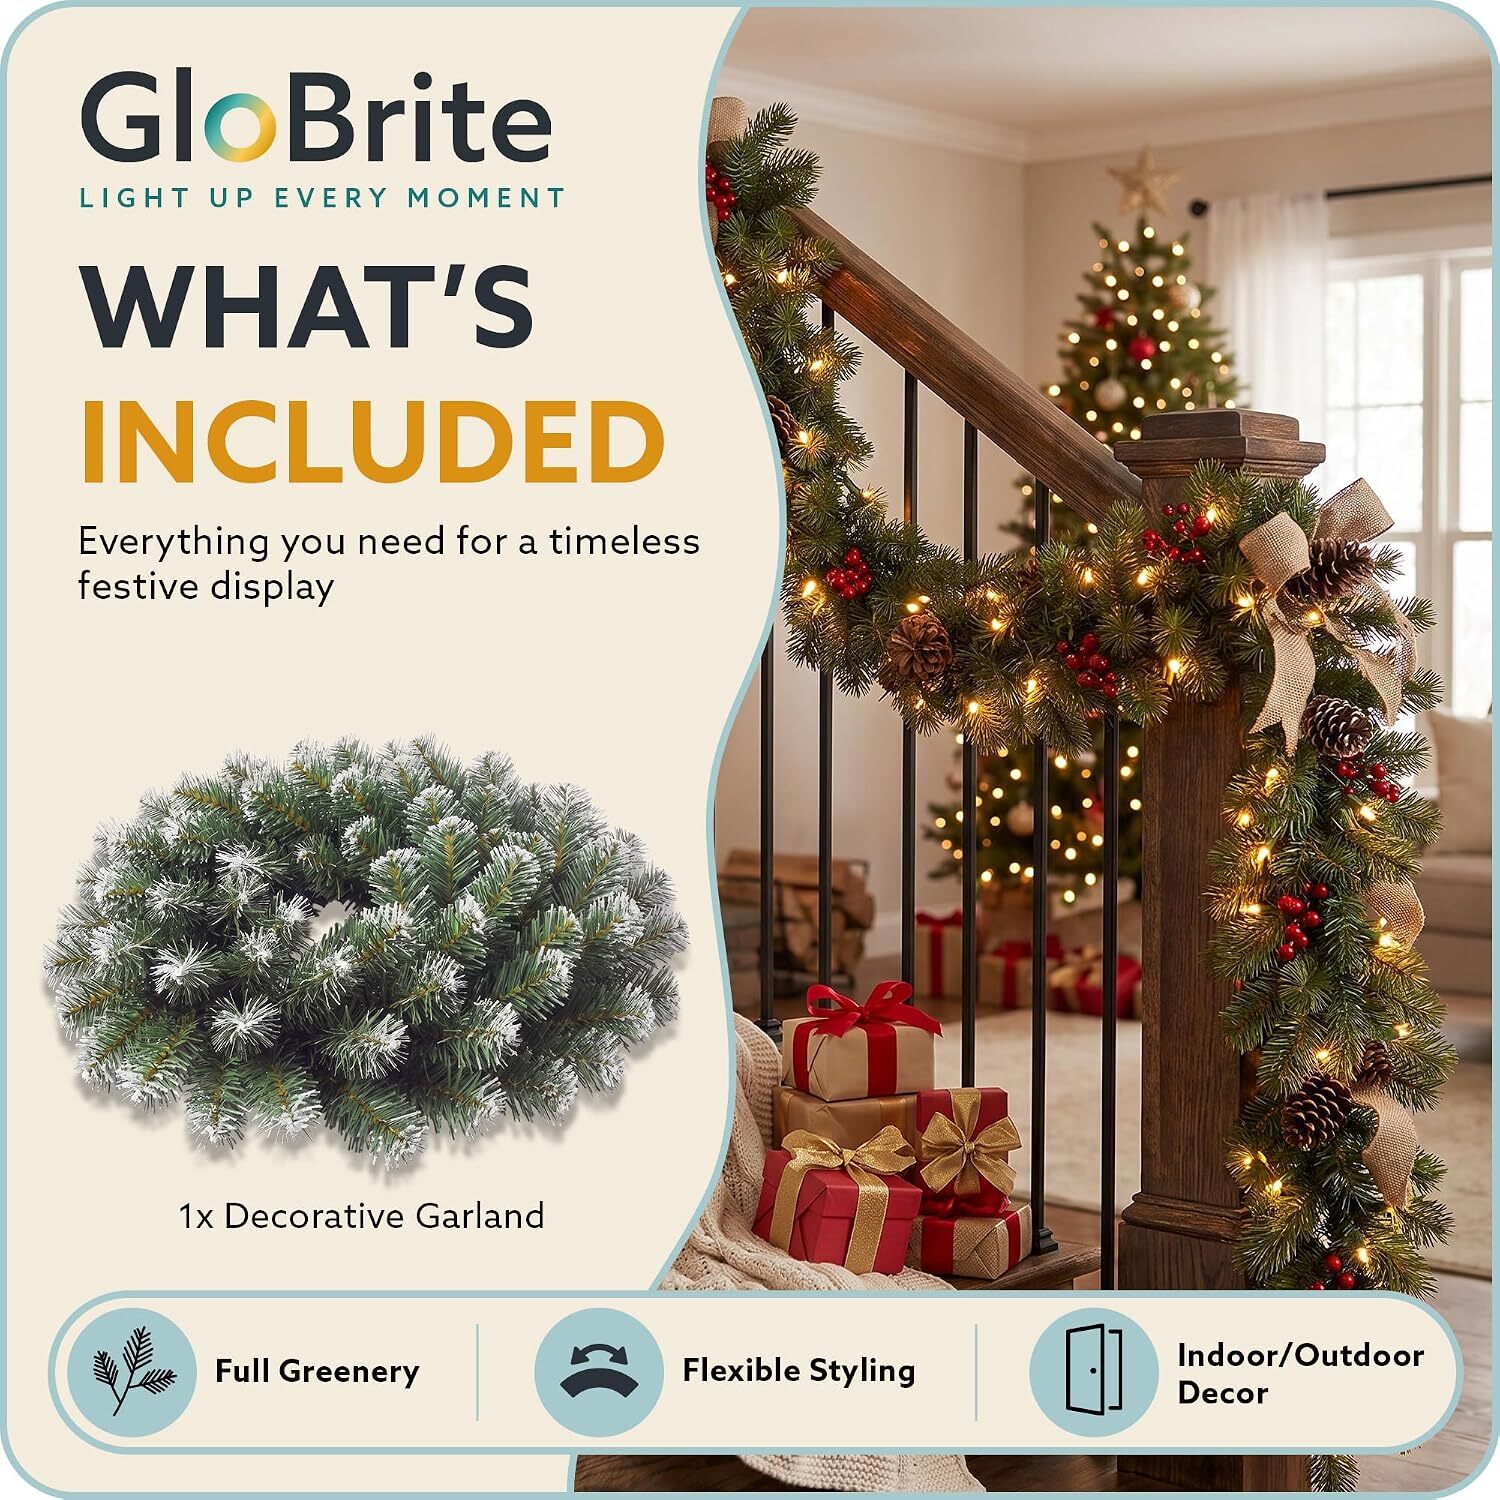 GloBrite
LIGHT UP EVERY MOMENT
WHAT'S
INCLUDED
Everything you need for a timeless
festive display
1x Decorative Garland
Full Greenery
Flexible Styling
Indoor/Outdoor
Decor